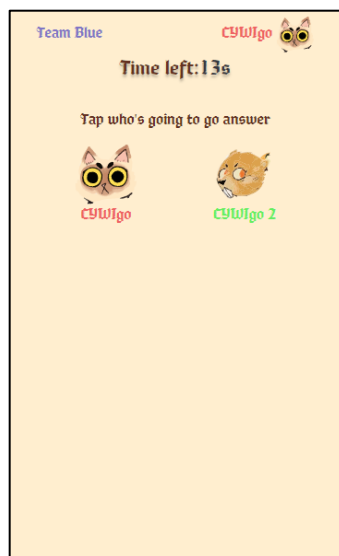 Team Blue
CYWIgo
Time left:13s
Tap who's going to go answer
CYWIgo
CYWIgo 2